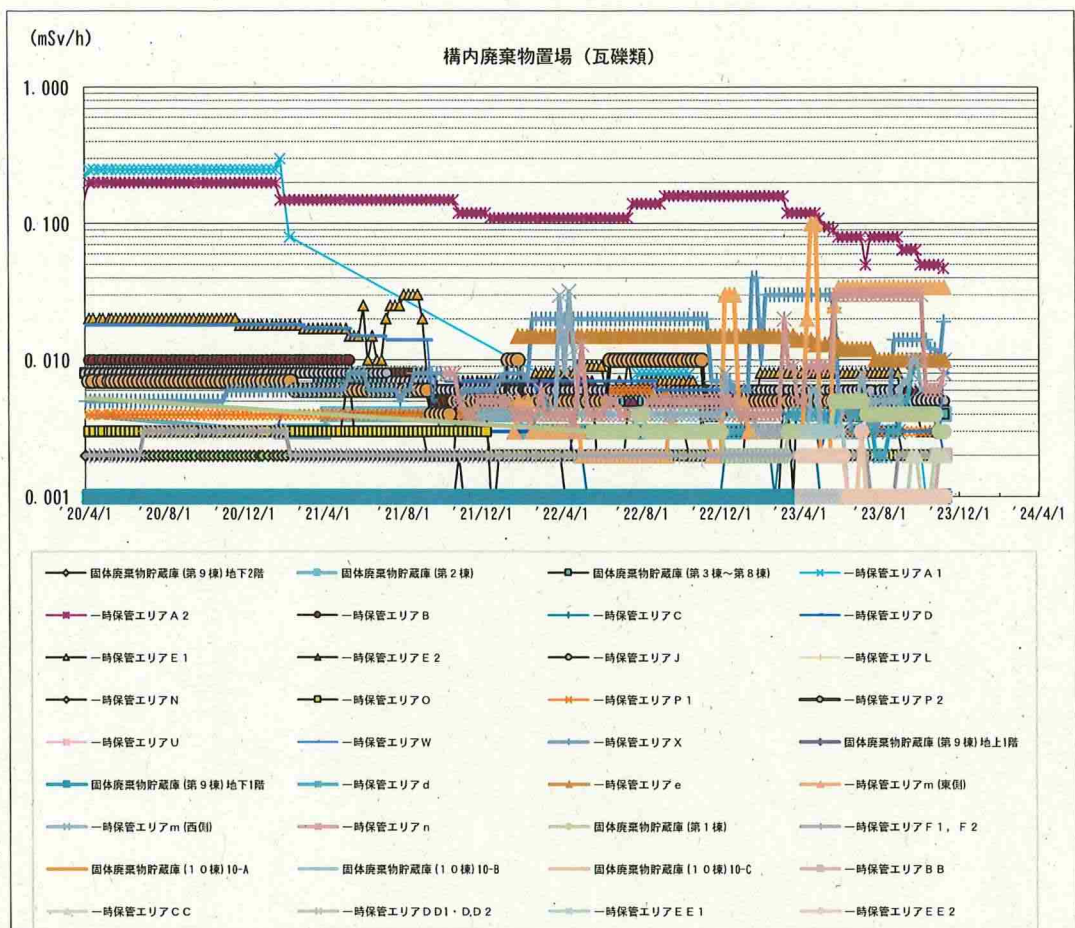 (mSv/h)
構内廃棄物置場 (瓦礫類)
1.000
0.100
0.010
0.001
'20/4/1 '20/8/1 '20/12/1 '21/4/1 '21/8/1 '21/12/1 '22/4/1 '22/8/1 '22/12/1 '23/4/1 '23/8/1 '23/12/1 '24/4/1
固体廃棄物貯蔵庫(第9棟)地下2階 固体廃棄物貯蔵庫(第2棟) 固体廃棄物貯蔵庫(第3棟～第8棟) 一時保管エリアA1
一時保管エリアA2 一時保管エリアB 一時保管エリアC 一時保管エリアD
一時保管エリアE1 一時保管エリアE2 一時保管エリアJ 一時保管エリアL
一時保管エリアN 一時保管エリアO 一時保管エリアP1 一時保管エリアP2
一時保管エリアU 一時保管エリアW 一時保管エリアX 固体廃棄物貯蔵庫(第9棟)地上1階
固体廃棄物貯蔵庫(第9棟)地下1階 一時保管エリアd 一時保管エリアe 一時保管エリアm(東側)
一時保管エリアm(西側) 一時保管エリアn 固体廃棄物貯蔵庫(第1棟) 一時保管エリアF1, F2
固体廃棄物貯蔵庫(10棟)10-A 固体廃棄物貯蔵庫(10棟)10-B 固体廃棄物貯蔵庫(10棟)10-C 一時保管エリアBB
一時保管エリアCC 一時保管エリアDD1・DD2 一時保管エリアEE1 一時保管エリアEE2